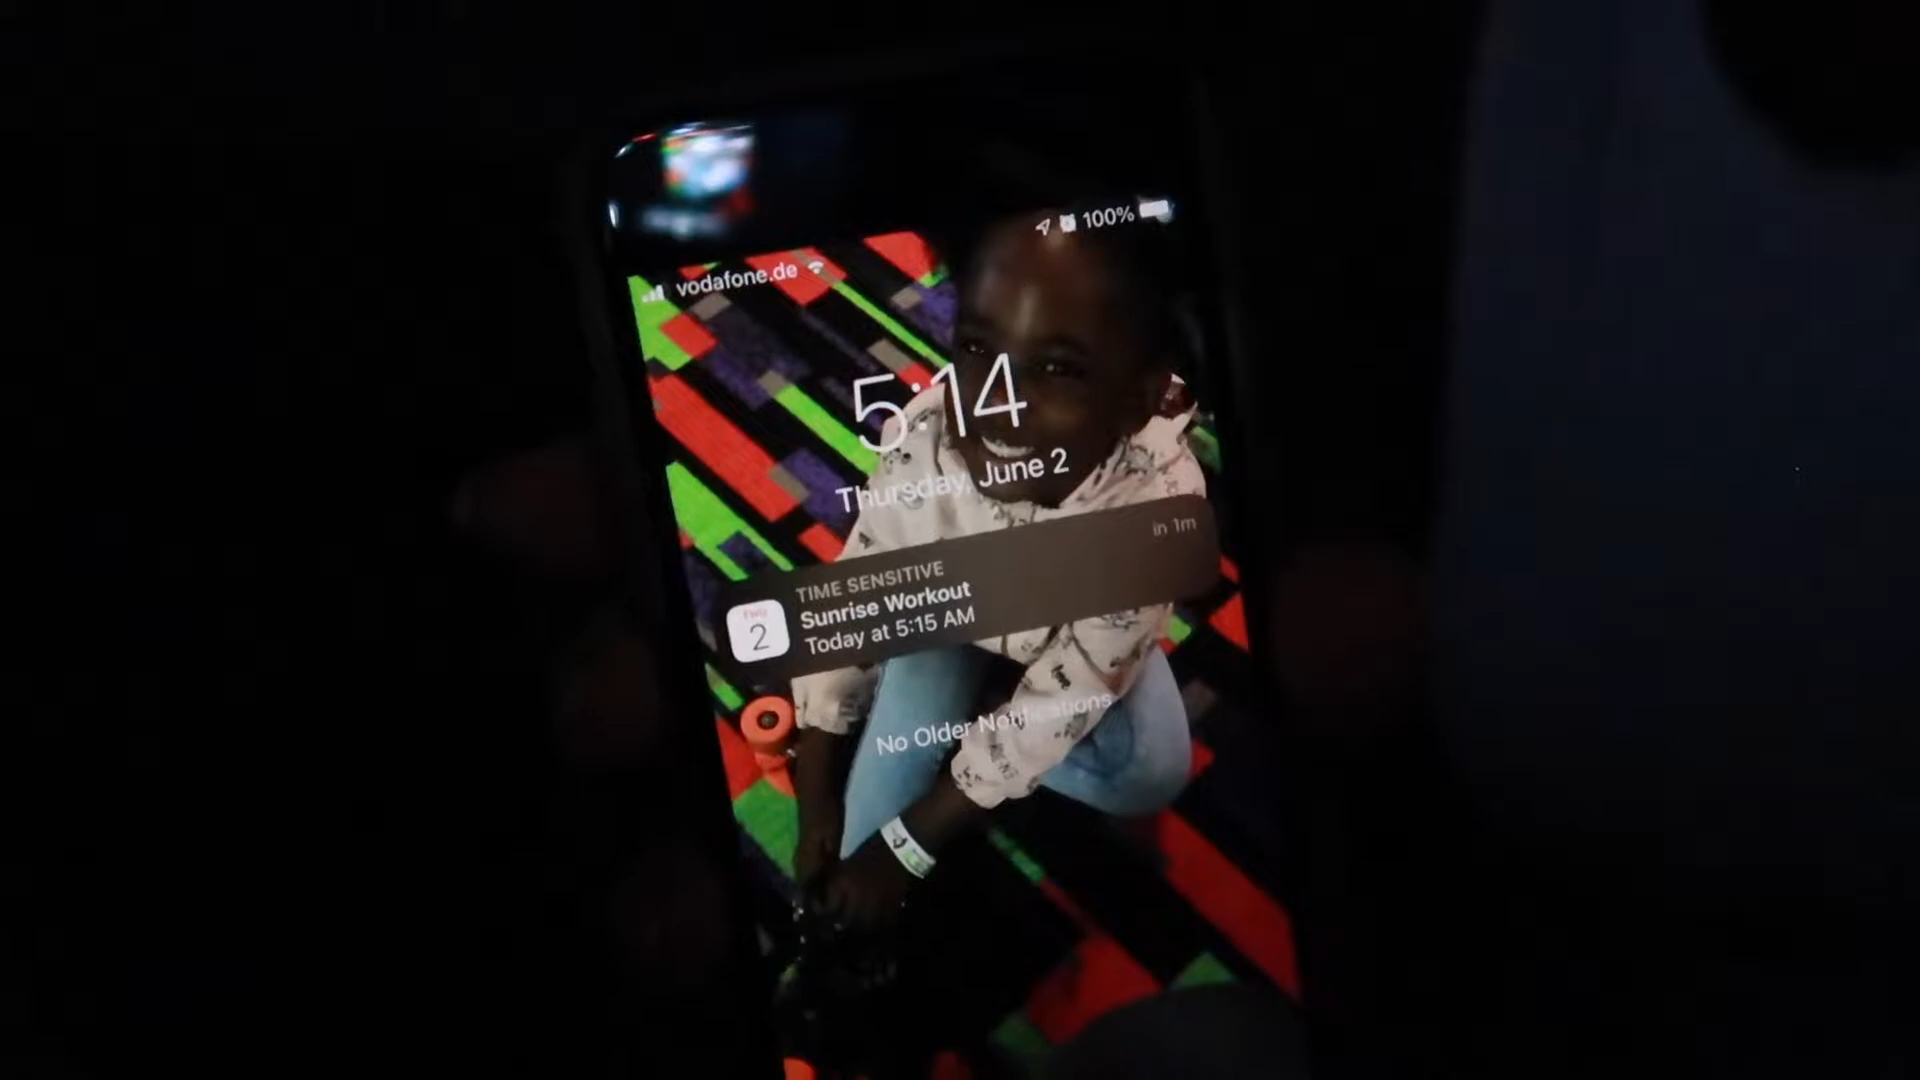 100%
vodafone.de
5:14
Thursday, June 2
in 1m
TIME SENSITIVE
Sunrise Workout
Today at 5:15 AM
2
No Older Notifications